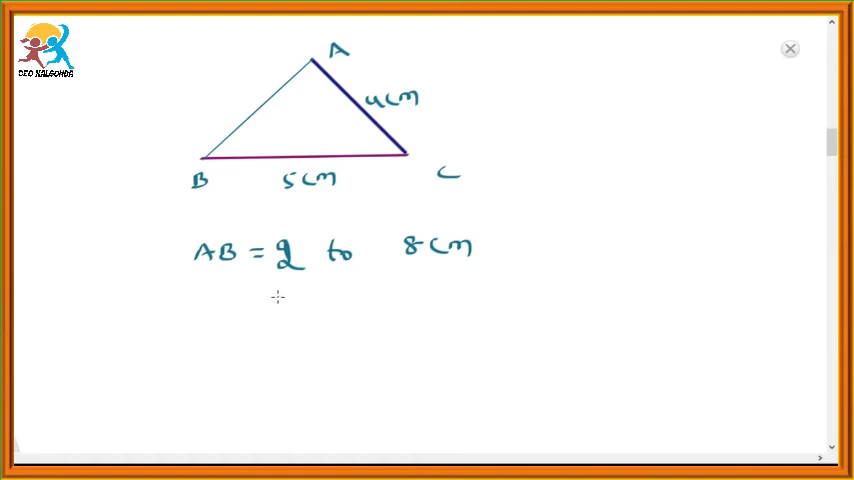 DEO NALGONDA
A
4cm
B 5cm C
AB = 2 to 8cm